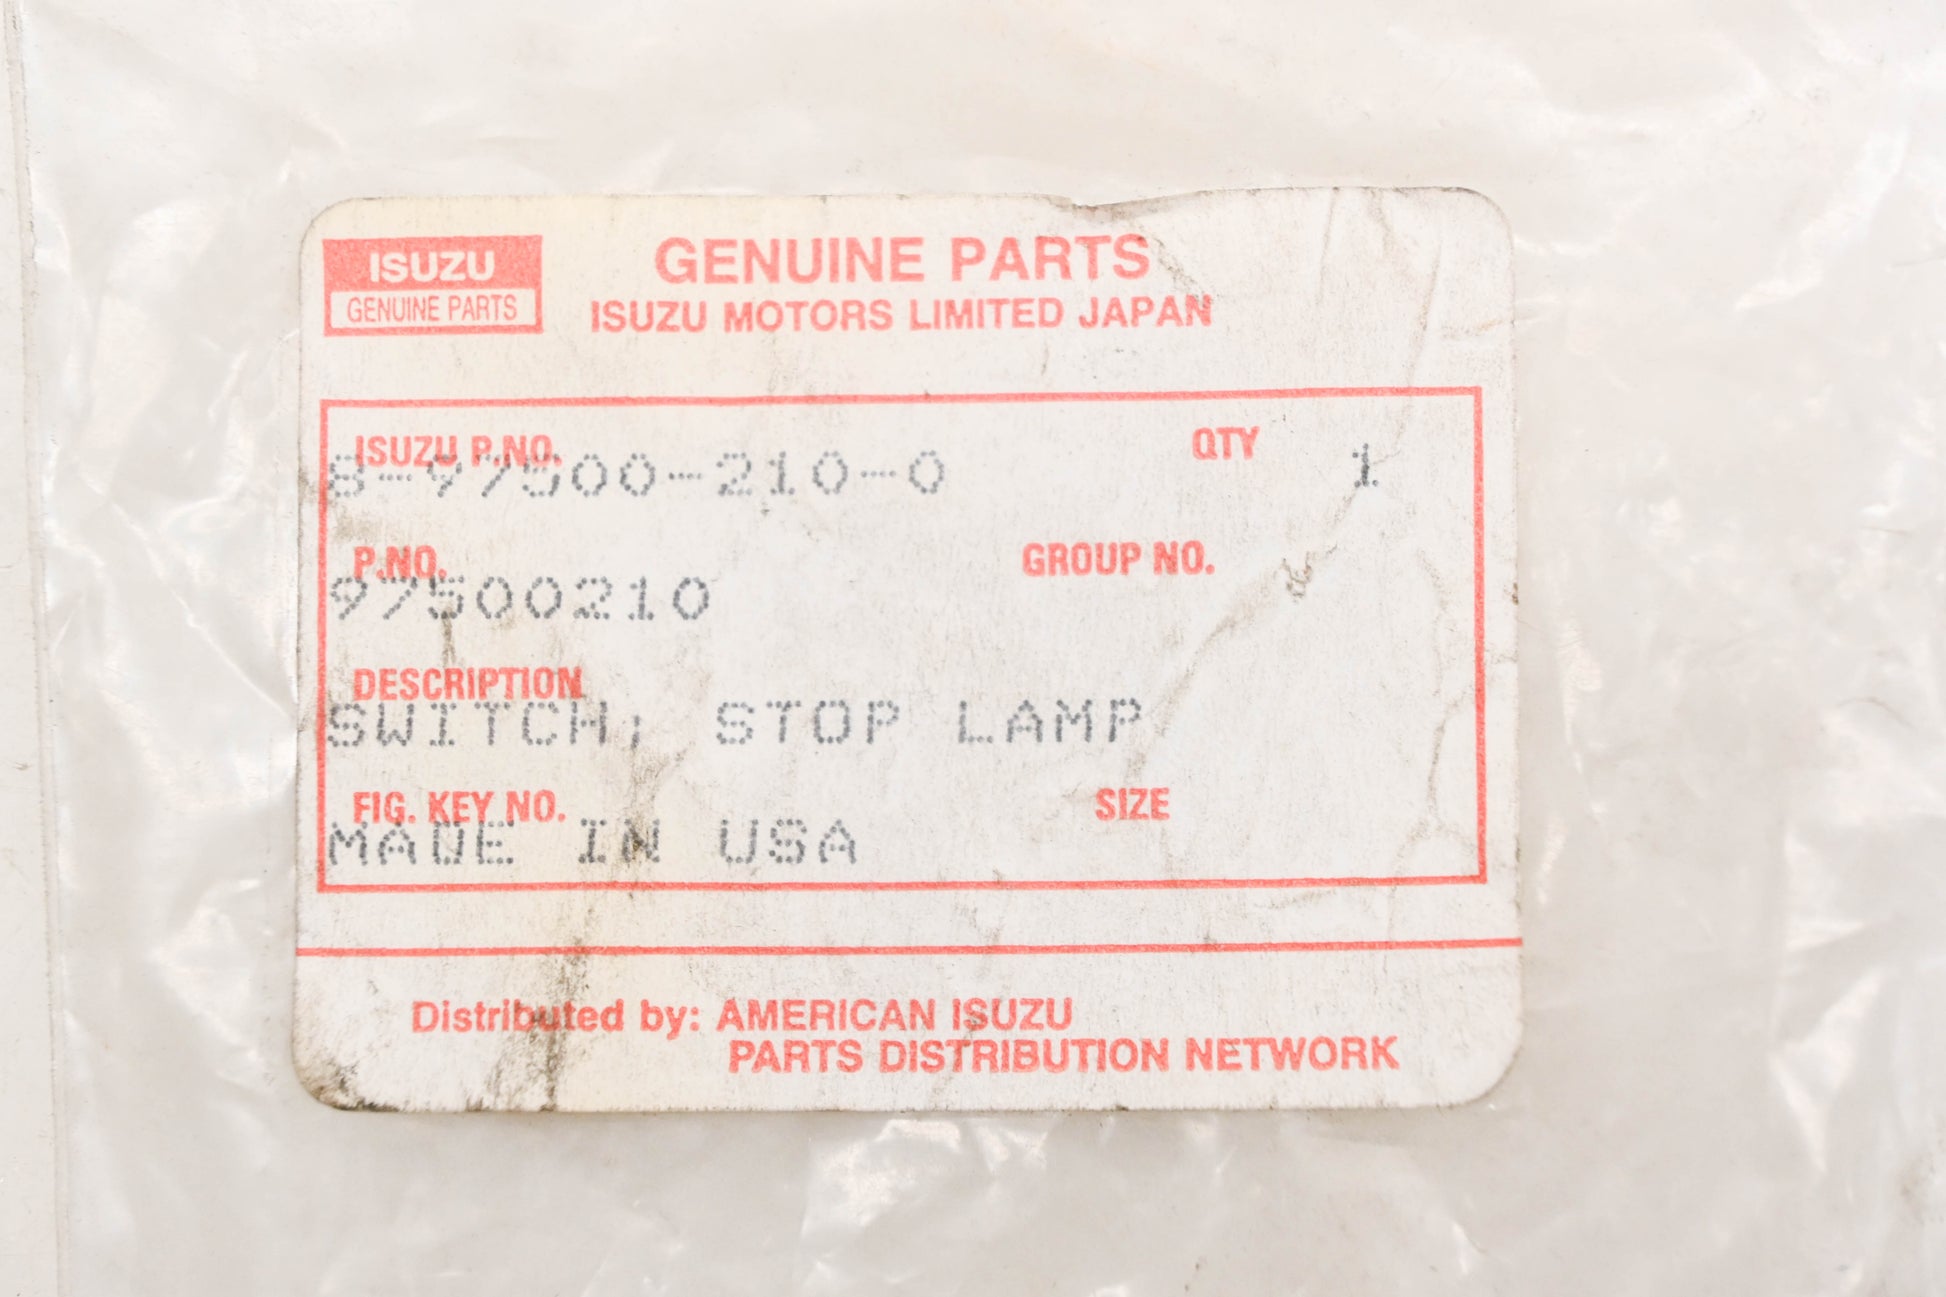 ISUZU
GENUINE PARTS
GENUINE PARTS
ISUZU MOTORS LIMITED JAPAN
ISUZU P.NO. QTY
8-97500-210-0 1
P.NO. GROUP NO.
97500210
DESCRIPTION
SWITCH; STOP LAMP
FIG. KEY NO. SIZE
MADE IN USA
Distributed by: AMERICAN ISUZU
PARTS DISTRIBUTION NETWORK